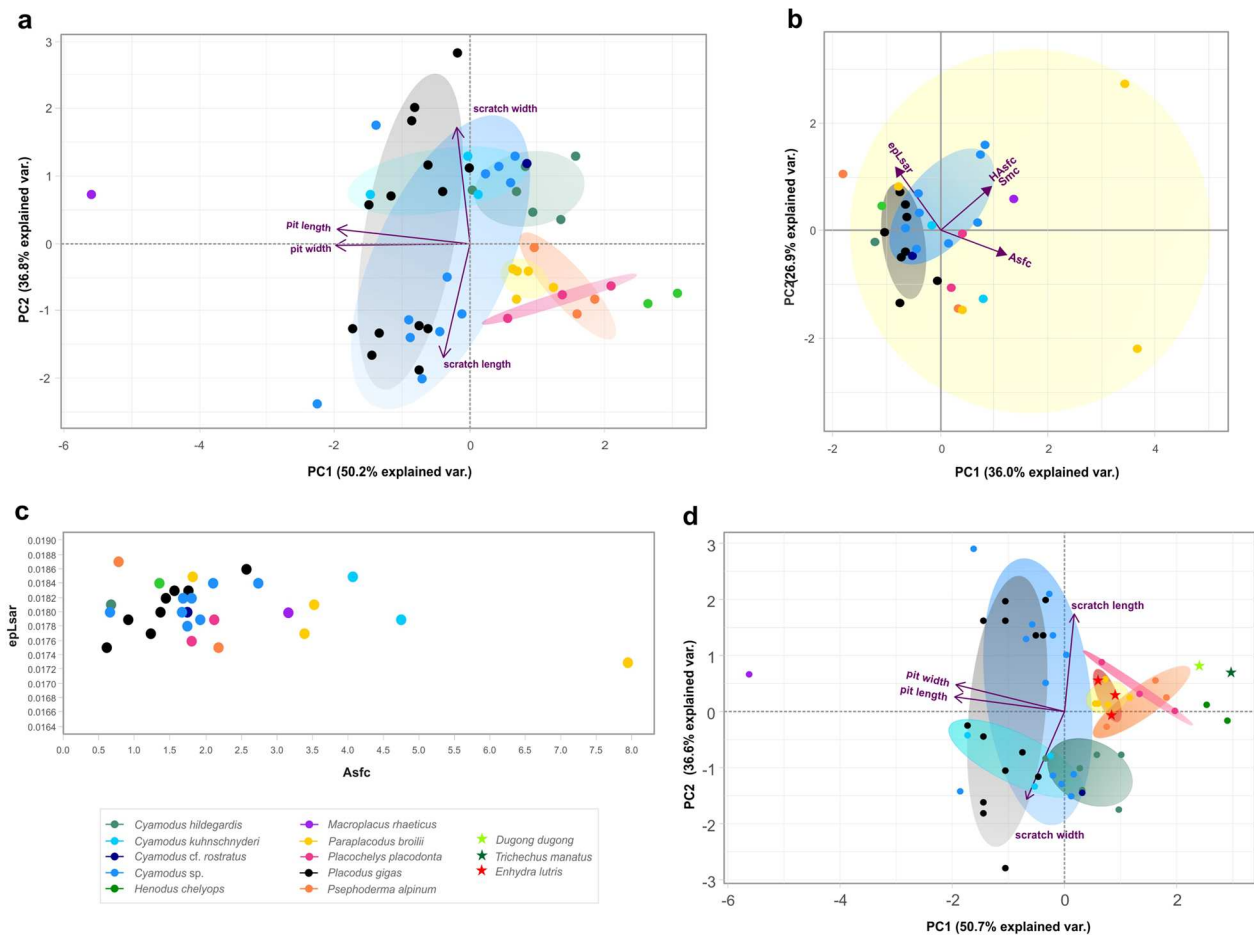 a
3
2
1
0
-1
-2
-6
-4
-2
0
2
PC2 (36.8% explained var.)
PC1 (50.2% explained var.)
scratch width
pit length
pit width
scratch length
b
2
0
-2
-2
0
2
4
PC2(26.9% explained var.)
PC1 (36.0% explained var.)
epLsar
HAsfc
Smc
Asfc
c
0.0190
0.0188
0.0186
0.0184
0.0182
0.0180
0.0178
0.0176
0.0174
0.0172
0.0170
0.0168
0.0166
0.0164
epLsar
0.0 0.5 1.0 1.5 2.0 2.5 3.0 3.5 4.0 4.5 5.0 5.5 6.0 6.5 7.0 7.5 8.0
Asfc
Cyamodus hildegardis
Cyamodus kuhnschnyderi
Cyamodus cf. rostratus
Cyamodus sp.
Henodus chelyops
Macroplacus rhaeticus
Paraplacodus broilii
Placochelys placodonta
Placodus gigas
Psephoderma alpinum
Dugong dugong
Trichechus manatus
Enhydra lutris
d
3
2
1
0
-1
-2
-3
-6
-4
-2
0
2
PC2 (36.6% explained var.)
PC1 (50.7% explained var.)
scratch length
pit width
pit length
scratch width